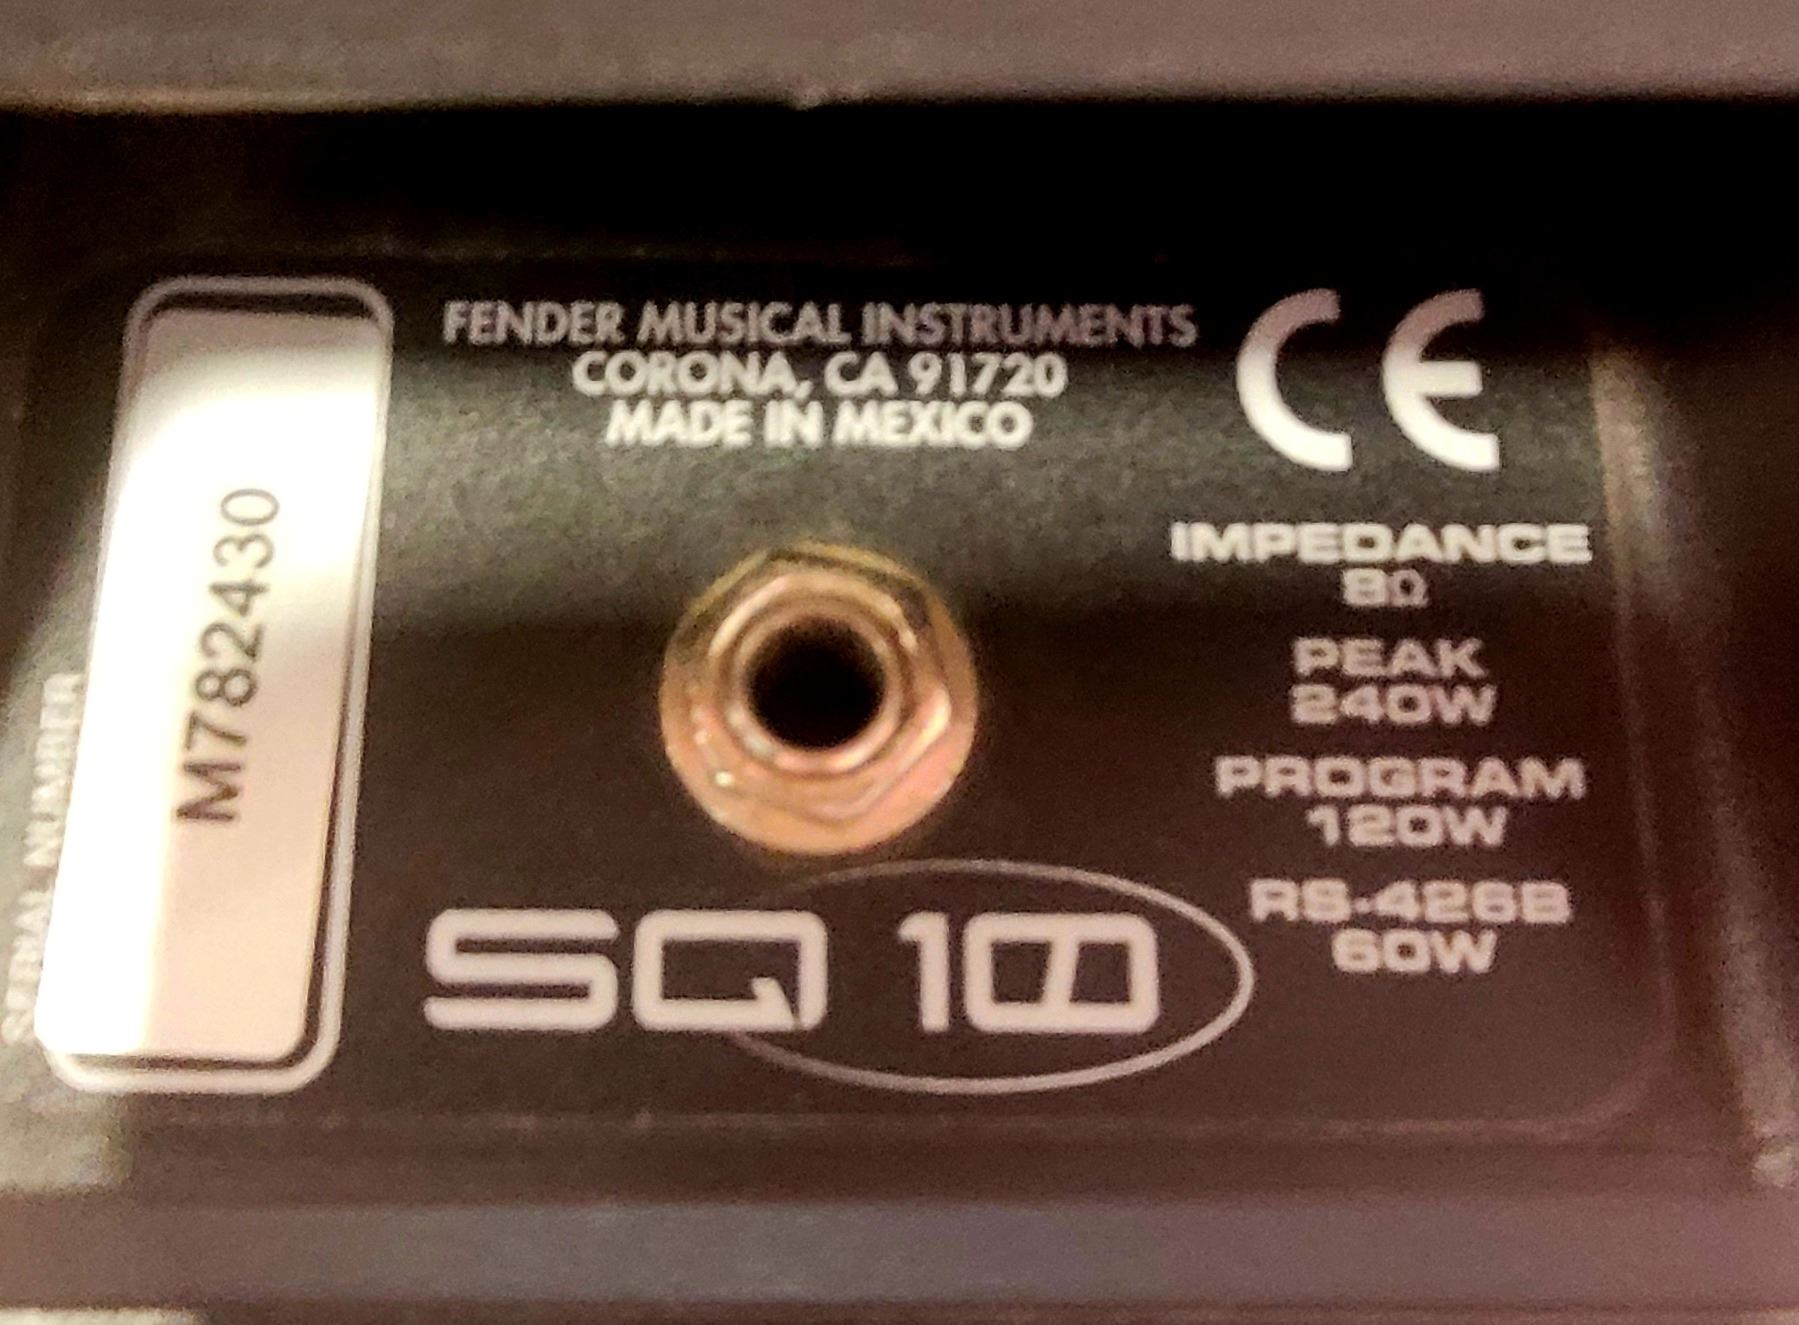 SERIAL NUMBER
M782430
FENDER MUSICAL INSTRUMENTS
CORONA, CA 91720
MADE IN MEXICO
CE
IMPEDANCE
8Ω
PEAK
240W
PROGRAM
120W
RS-426B
60W
SQ 100